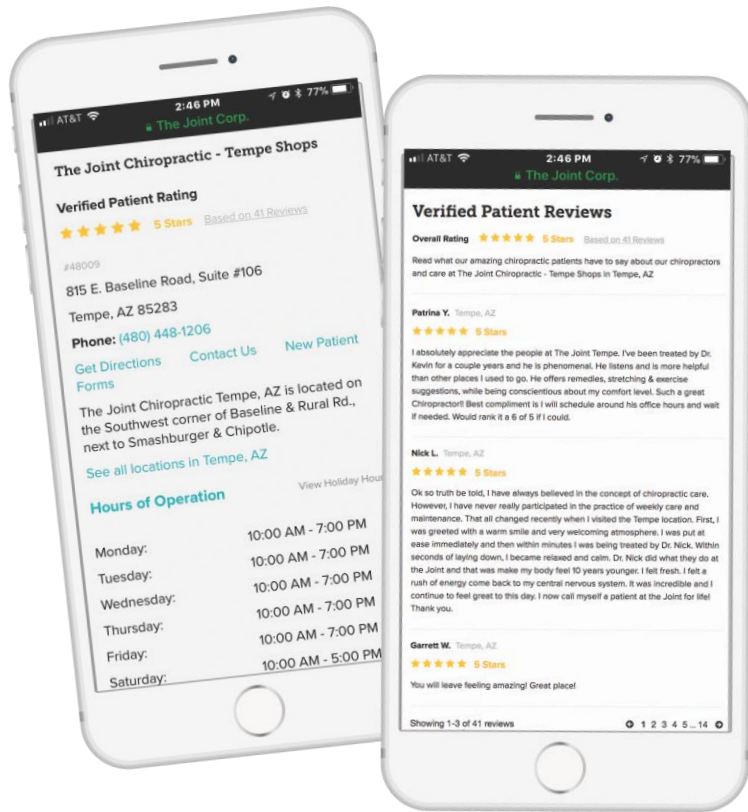 AT&T
2:46 PM
77%
The Joint Corp.
The Joint Chiropractic - Tempe Shops
Verified Patient Rating
5 Stars Based on 41 Reviews
#48009
815 E. Baseline Road, Suite #106
Tempe, AZ 85283
Phone: (480) 448-1206
Get Directions Contact Us New Patient
Forms
The Joint Chiropractic Tempe, AZ is located on
the Southwest corner of Baseline & Rural Rd.,
next to Smashburger & Chipotle.
See all locations in Tempe, AZ
Hours of Operation View Holiday Hour
Monday: 10:00 AM - 7:00 PM
Tuesday: 10:00 AM - 7:00 PM
Wednesday: 10:00 AM - 7:00 PM
Thursday: 10:00 AM - 7:00 PM
Friday: 10:00 AM - 7:00 PM
Saturday: 10:00 AM - 5:00 PM
AT&T 2:46 PM 77%
The Joint Corp.
Verified Patient Reviews
Overall Rating 5 Stars Based on 41 Reviews
Read what our amazing chiropractic patients have to say about our chiropractors
and care at The Joint Chiropractic - Tempe Shops in Tempe, AZ
Patrina Y. Tempe, AZ
5 Stars
I absolutely appreciate the people at The Joint Tempe. I've been treated by Dr.
Kevin for a couple years and he is phenomenal. He listens and is more helpful
than other places I used to go. He offers remedies, stretching & exercise
suggestions, while being conscientious about my comfort level. Such a great
Chiropractor!! Best compliment is I will schedule around his office hours and wait
if needed. Would rank it a 6 of 5 if I could.
Nick L. Tempe, AZ
5 Stars
Ok so truth be told, I have always believed in the concept of chiropractic care.
However, I have never really participated in the practice of weekly care and
maintenance. That all changed recently when I visited the Tempe location. First, I
was greeted with a warm smile and very welcoming atmosphere. I was put at
ease immediately and then within minutes I was being treated by Dr. Nick. Within
seconds of laying down, I became relaxed and calm. Dr. Nick did what they do at
the Joint and that was make my body feel 10 years younger. I felt fresh. I felt a
rush of energy come back to my central nervous system. It was incredible and I
continue to feel great to this day. I now call myself a patient at the Joint for life!
Thank you.
Garrett W. Tempe, AZ
5 Stars
You will leave feeling amazing! Great place!
Showing 1-3 of 41 reviews 1 2 3 4 5 ... 14